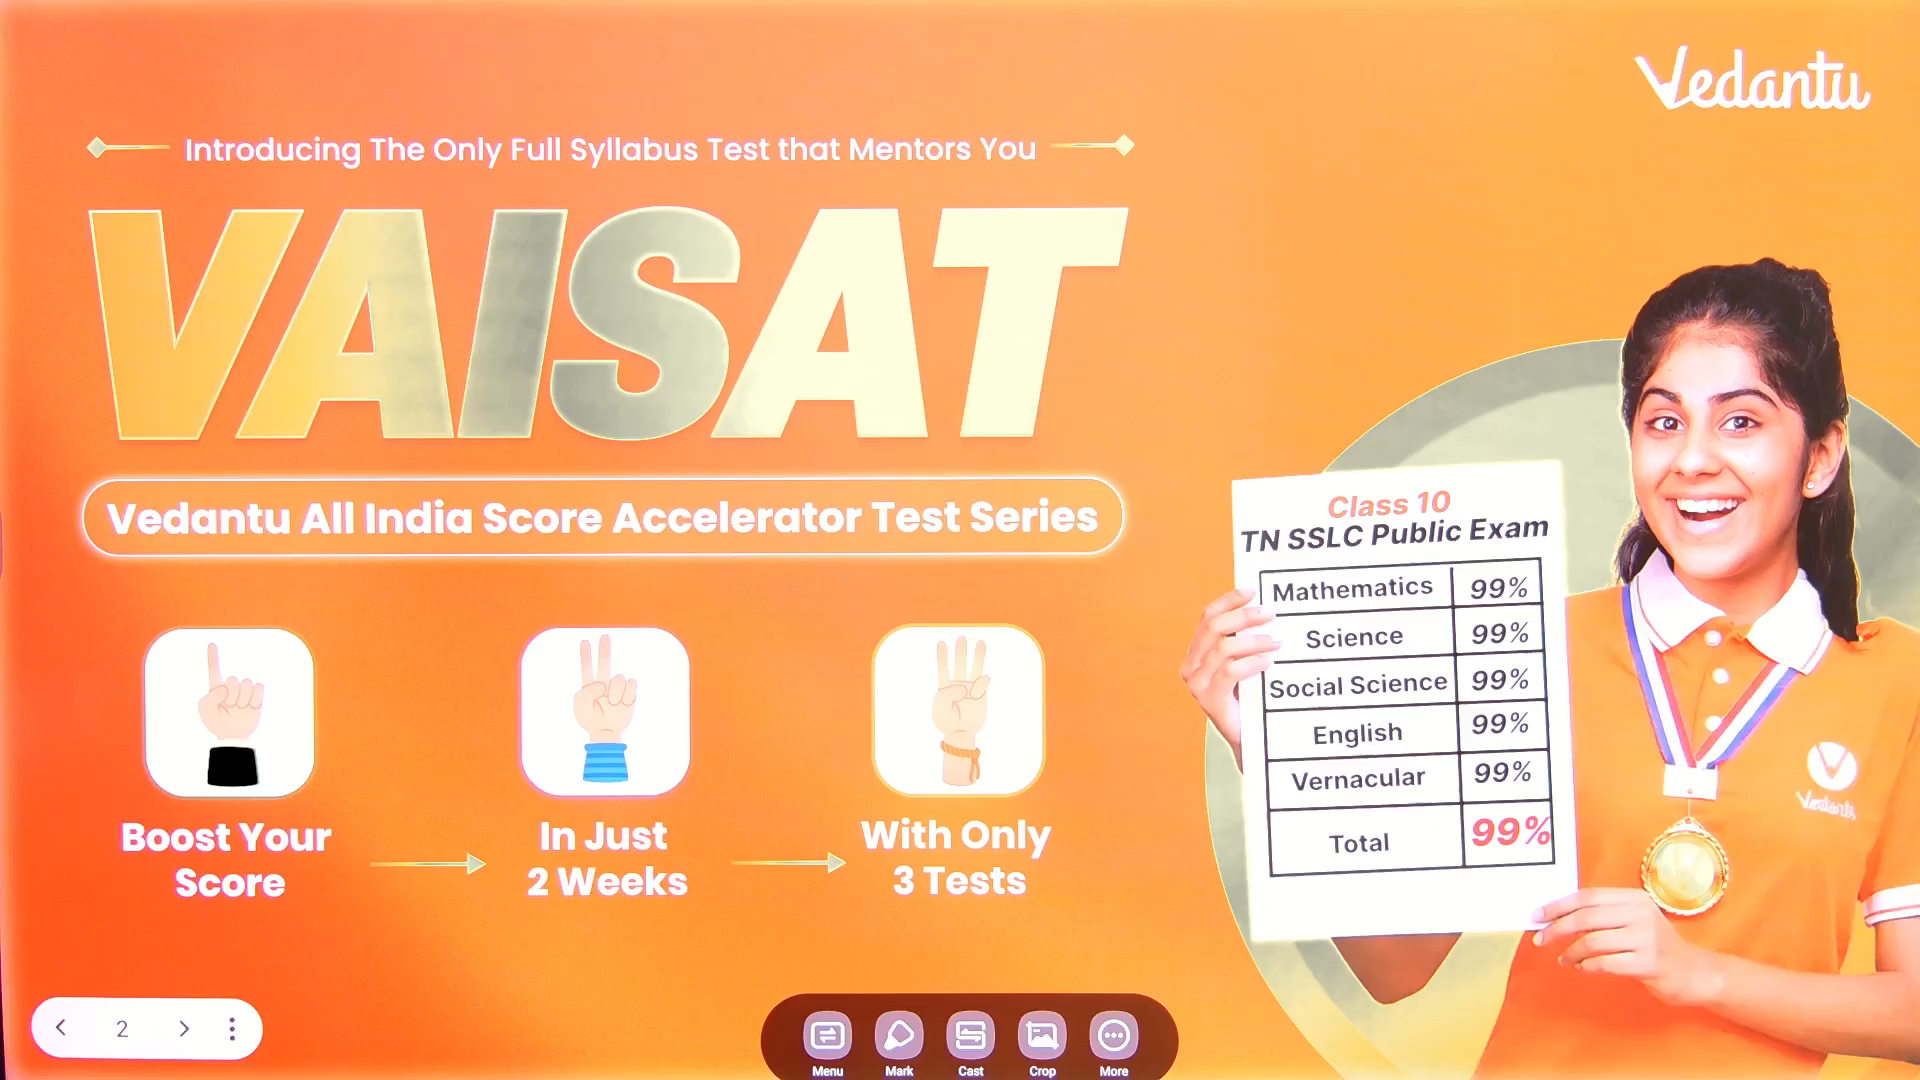 Vedantu
Introducing The Only Full Syllabus Test that Mentors You
VAISAT
Vedantu All India Score Accelerator Test Series
Boost Your
Score
In Just
2 Weeks
With Only
3 Tests
Class 10
TN SSLC Public Exam
Mathematics 99%
Science 99%
Social Science 99%
English 99%
Vernacular 99%
Total 99%
Vedantu
2
Menu Mark Cast Crop More